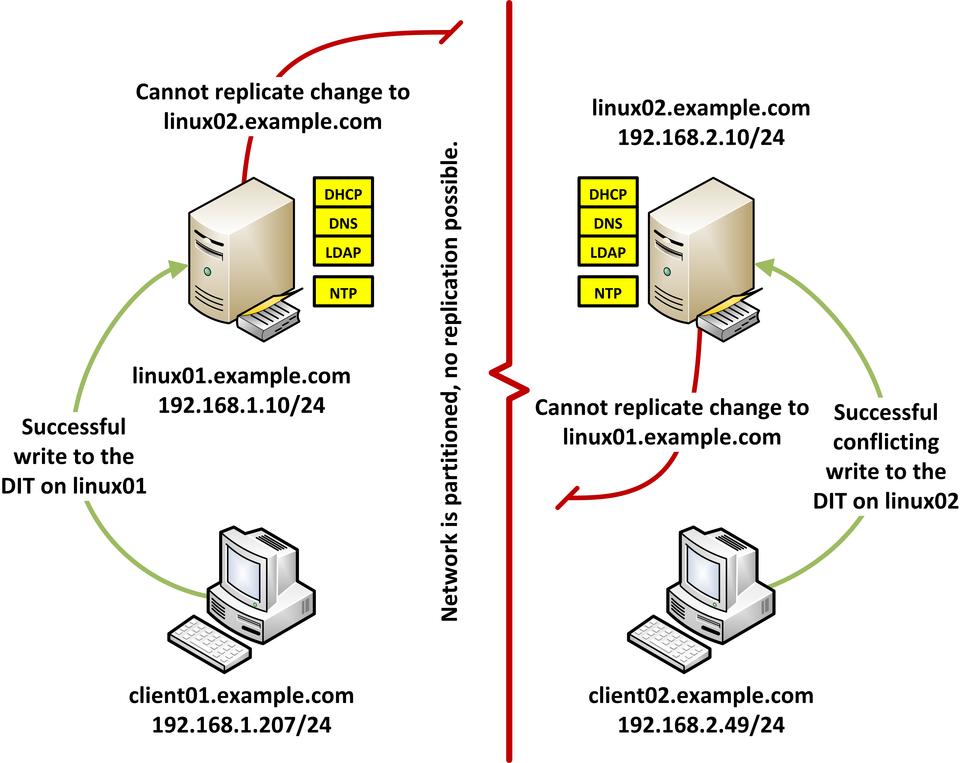 Cannot replicate change to
linux02.example.com
DHCP
DNS
LDAP
NTP
linux01.example.com
192.168.1.10/24
Successful
write to the
DIT on linux01
client01.example.com
192.168.1.207/24
Network is partitioned, no replication possible.
linux02.example.com
192.168.2.10/24
DHCP
DNS
LDAP
NTP
Cannot replicate change to
linux01.example.com
Successful
conflicting
write to the
DIT on linux02
client02.example.com
192.168.2.49/24